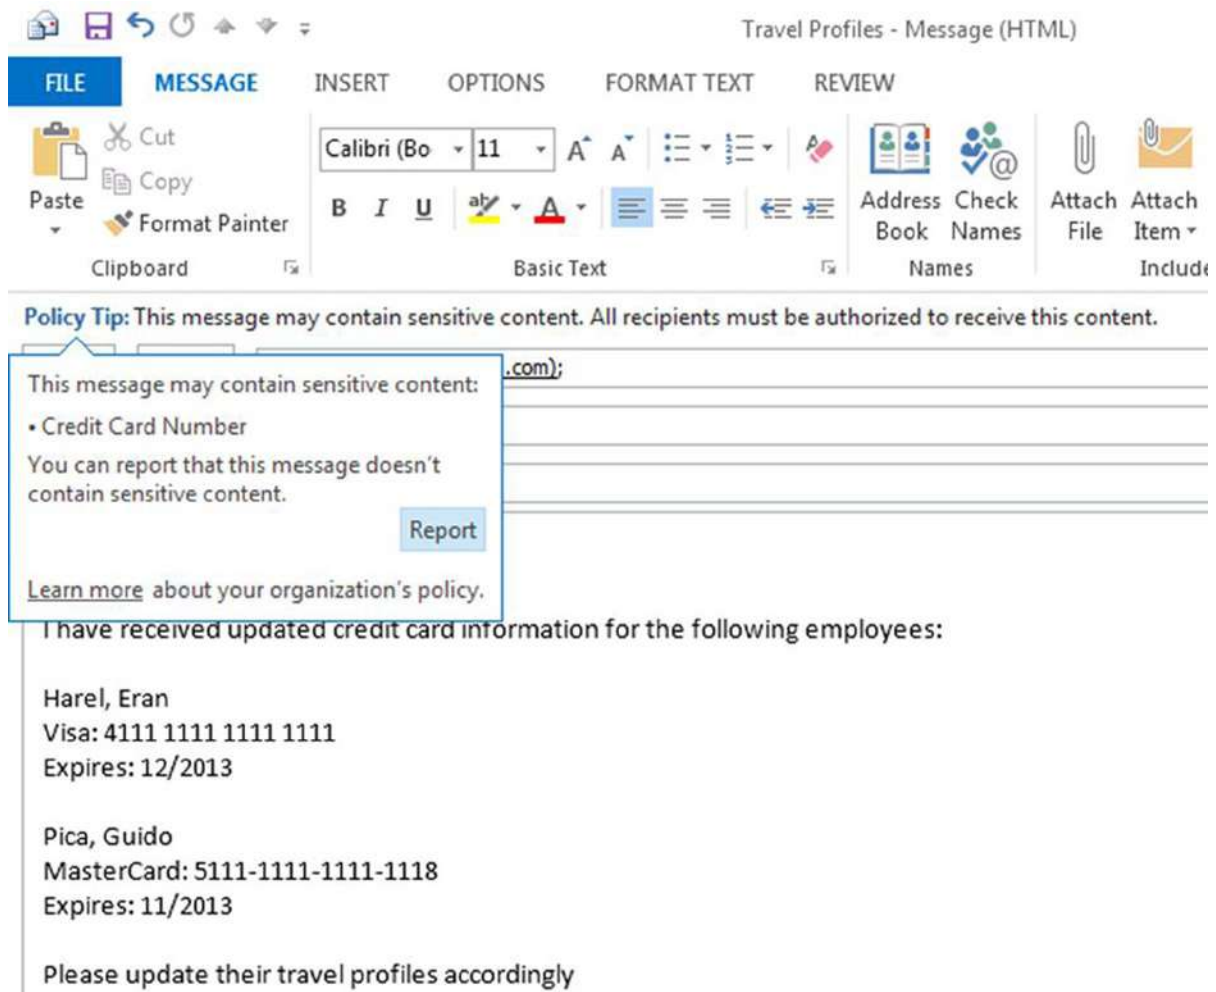 Travel Profiles - Message (HTML)
FILE MESSAGE INSERT OPTIONS FORMAT TEXT REVIEW
Cut
Copy
Paste
Format Painter
Clipboard
Calibri (Bo 11 A A
B I U ab A
Basic Text
Address Book
Check Names
Names
Attach File
Attach Item
Include
Policy Tip: This message may contain sensitive content. All recipients must be authorized to receive this content.
.com);
This message may contain sensitive content:
• Credit Card Number
You can report that this message doesn't
contain sensitive content.
Report
Learn more about your organization's policy.
I have received updated credit card information for the following employees:
Harel, Eran
Visa: 4111 1111 1111 1111
Expires: 12/2013
Pica, Guido
MasterCard: 5111-1111-1111-1118
Expires: 11/2013
Please update their travel profiles accordingly